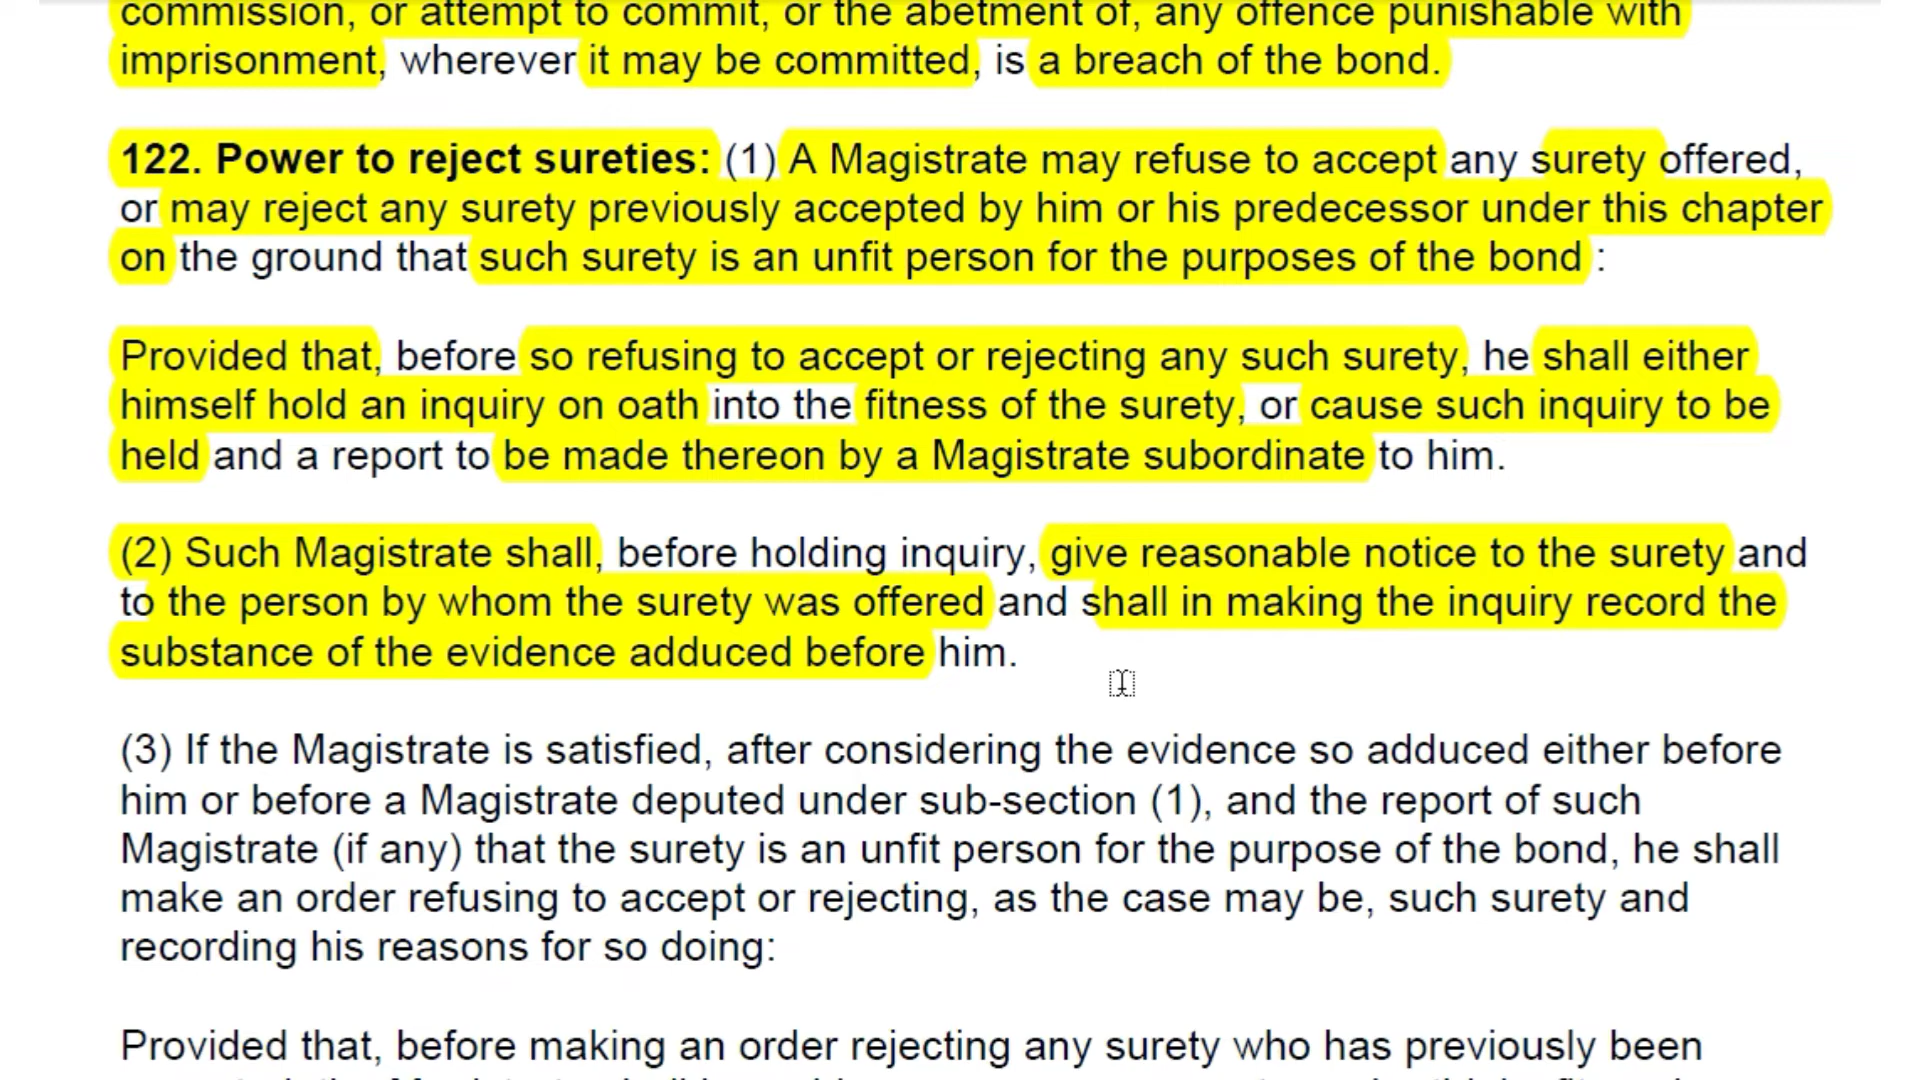 commission, or attempt to commit, or the abetment of, any offence punishable with
imprisonment, wherever it may be committed, is a breach of the bond.
122. Power to reject sureties: (1) A Magistrate may refuse to accept any surety offered,
or may reject any surety previously accepted by him or his predecessor under this chapter
on the ground that such surety is an unfit person for the purposes of the bond :
Provided that, before so refusing to accept or rejecting any such surety, he shall either
himself hold an inquiry on oath into the fitness of the surety, or cause such inquiry to be
held and a report to be made thereon by a Magistrate subordinate to him.
(2) Such Magistrate shall, before holding inquiry, give reasonable notice to the surety and
to the person by whom the surety was offered and shall in making the inquiry record the
substance of the evidence adduced before him.
(3) If the Magistrate is satisfied, after considering the evidence so adduced either before
him or before a Magistrate deputed under sub-section (1), and the report of such
Magistrate (if any) that the surety is an unfit person for the purpose of the bond, he shall
make an order refusing to accept or rejecting, as the case may be, such surety and
recording his reasons for so doing:
Provided that, before making an order rejecting any surety who has previously been